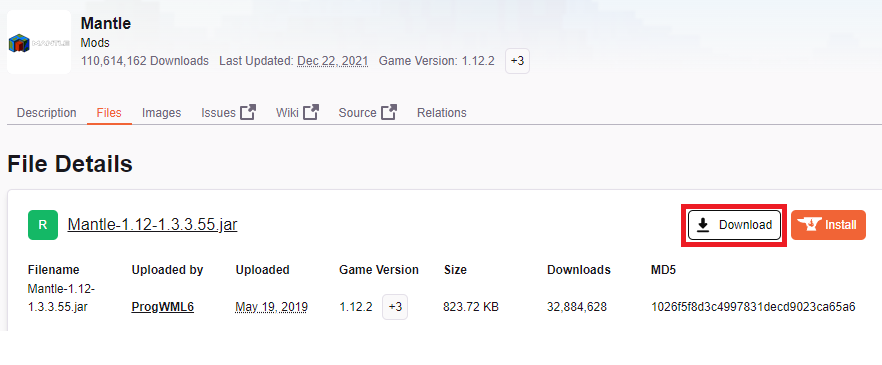 Mantle
MANTLE
Mods
110,614,162 Downloads Last Updated: Dec 22, 2021 Game Version: 1.12.2 +3
Description Files Images Issues Wiki Source Relations
File Details
R Mantle-1.12-1.3.3.55.jar Download Install
Filename Uploaded by Uploaded Game Version Size Downloads MD5
Mantle-1.12-
1.3.3.55.jar ProgWML6 May 19, 2019 1.12.2 +3 823.72 KB 32,884,628 1026f5f8d3c4997831decd9023ca65a6